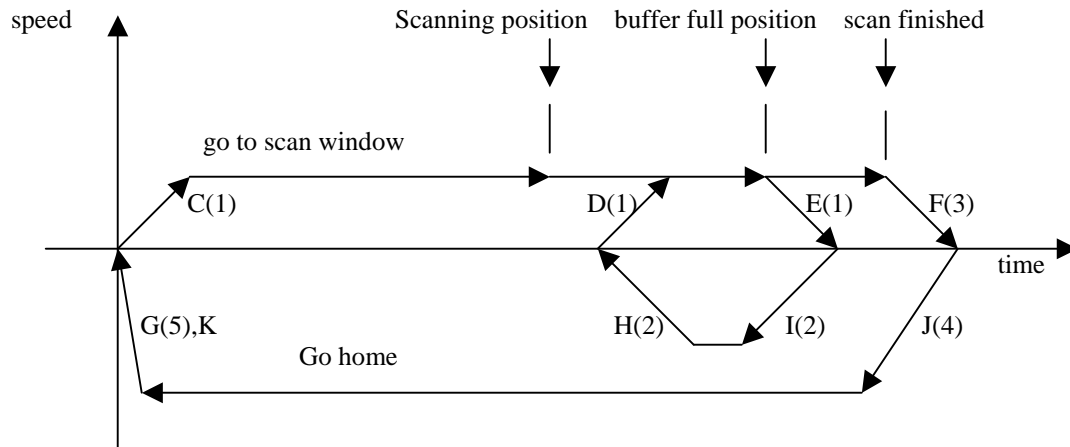 speed
Scanning position
buffer full position
scan finished
go to scan window
C(1)
D(1)
E(1)
F(3)
time
G(5),K
H(2)
I(2)
J(4)
Go home